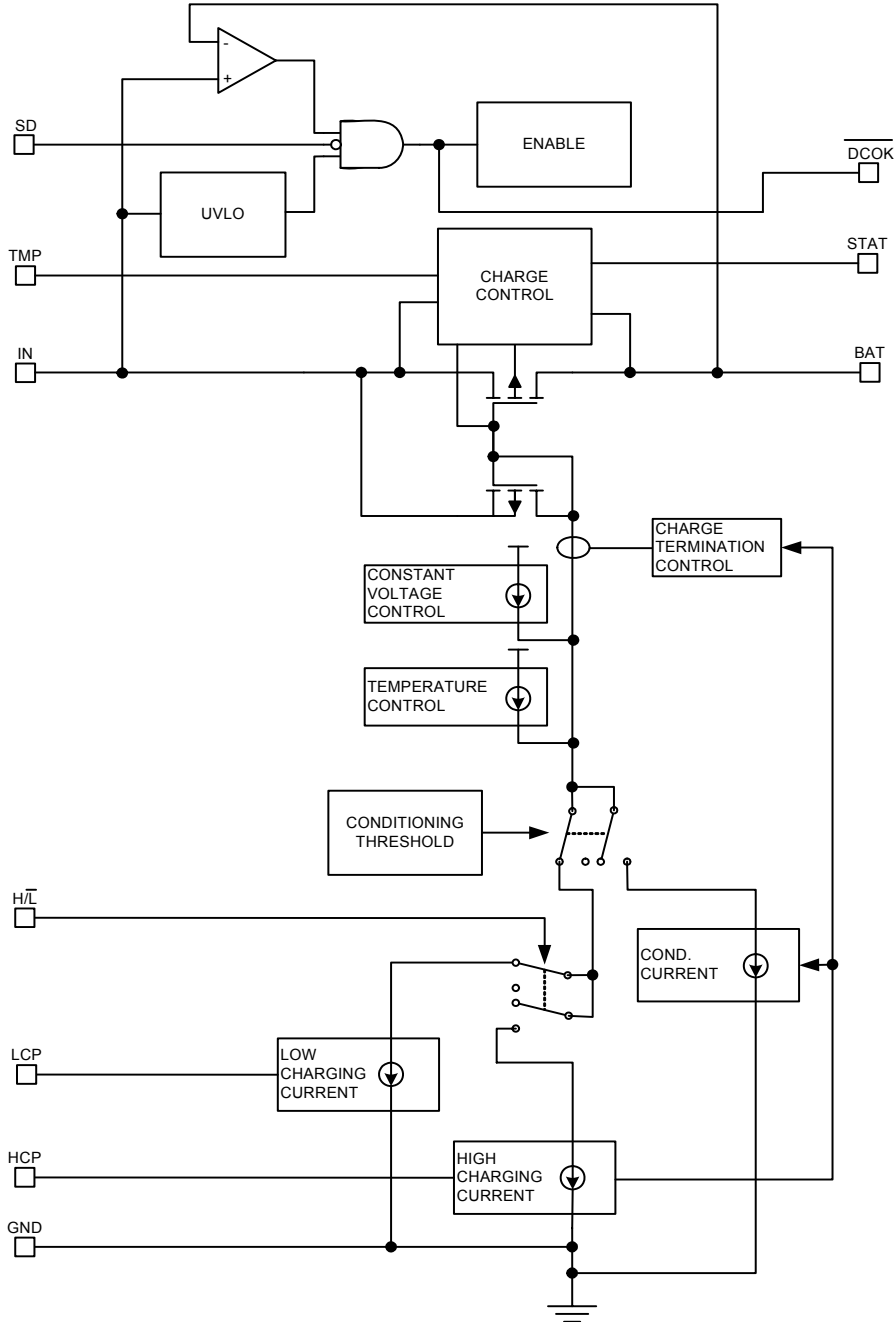 -
+
SD
ENABLE
DCOK
UVLO
TMP
CHARGE
CONTROL
STAT
IN
BAT
CHARGE
TERMINATION
CONTROL
CONSTANT
VOLTAGE
CONTROL
TEMPERATURE
CONTROL
CONDITIONING
THRESHOLD
H/L̅
COND.
CURRENT
LCP
LOW
CHARGING
CURRENT
HCP
HIGH
CHARGING
CURRENT
GND